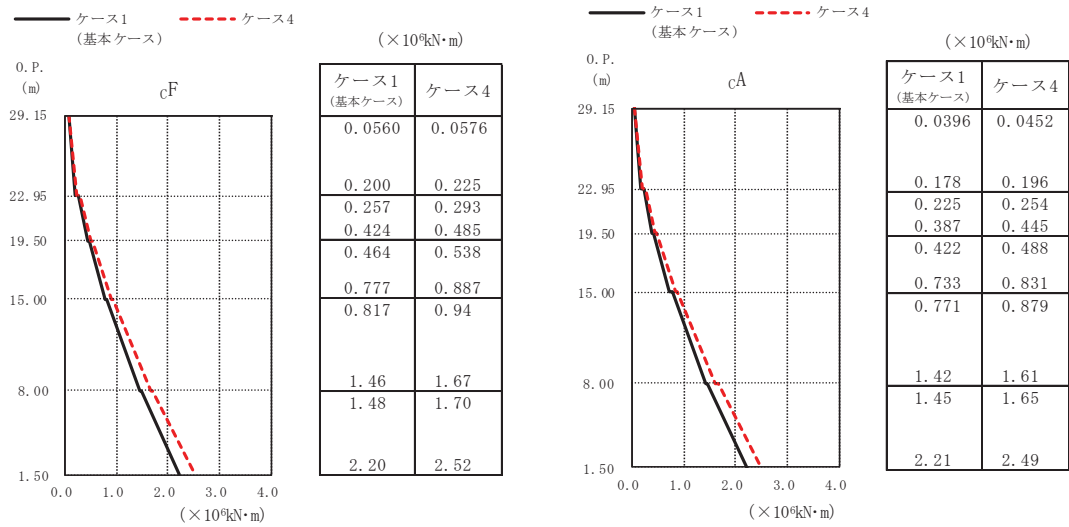 ケース1 ケース4
(基本ケース)
(×10⁶kN・m)
O.P.
(m)
cF
29.15
22.95
19.50
15.00
8.00
1.50
0.0 1.0 2.0 3.0 4.0
(×10⁶kN・m)
ケース1 ケース4
(基本ケース)
0.0560 0.0576
0.200 0.225
0.257 0.293
0.424 0.485
0.464 0.538
0.777 0.887
0.817 0.94
1.46 1.67
1.48 1.70
2.20 2.52
ケース1 ケース4
(基本ケース)
(×10⁶kN・m)
O.P.
(m)
cA
29.15
22.95
19.50
15.00
8.00
1.50
0.0 1.0 2.0 3.0 4.0
(×10⁶kN・m)
ケース1 ケース4
(基本ケース)
0.0396 0.0452
0.178 0.196
0.225 0.254
0.387 0.445
0.422 0.488
0.733 0.831
0.771 0.879
1.42 1.61
1.45 1.65
2.21 2.49